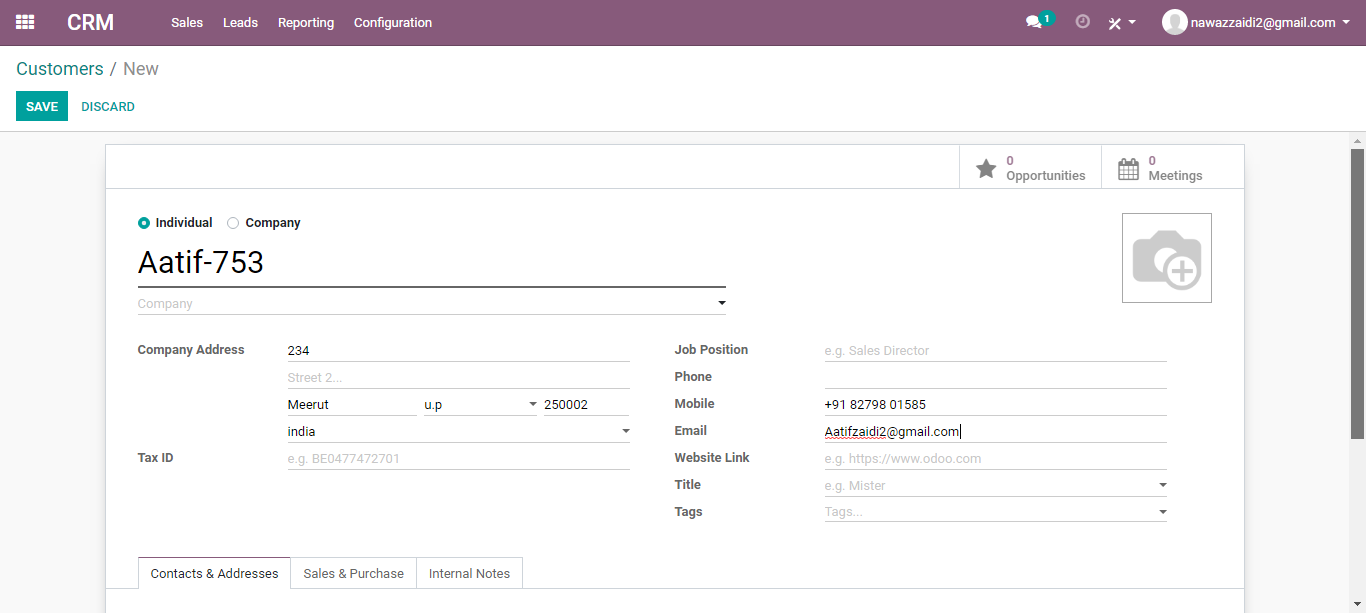 CRM Sales Leads Reporting Configuration 1 nawazzaidi2@gmail.com
Customers / New
SAVE DISCARD
0 Opportunities
0 Meetings
Individual Company
Aatif-753
Company
Company Address 234
Street 2...
Meerut u.p 250002
india
Tax ID e.g. BE0477472701
Job Position e.g. Sales Director
Phone
Mobile +91 82798 01585
Email Aatifzaidi2@gmail.com
Website Link e.g. https://www.odoo.com
Title e.g. Mister
Tags Tags...
Contacts & Addresses Sales & Purchase Internal Notes